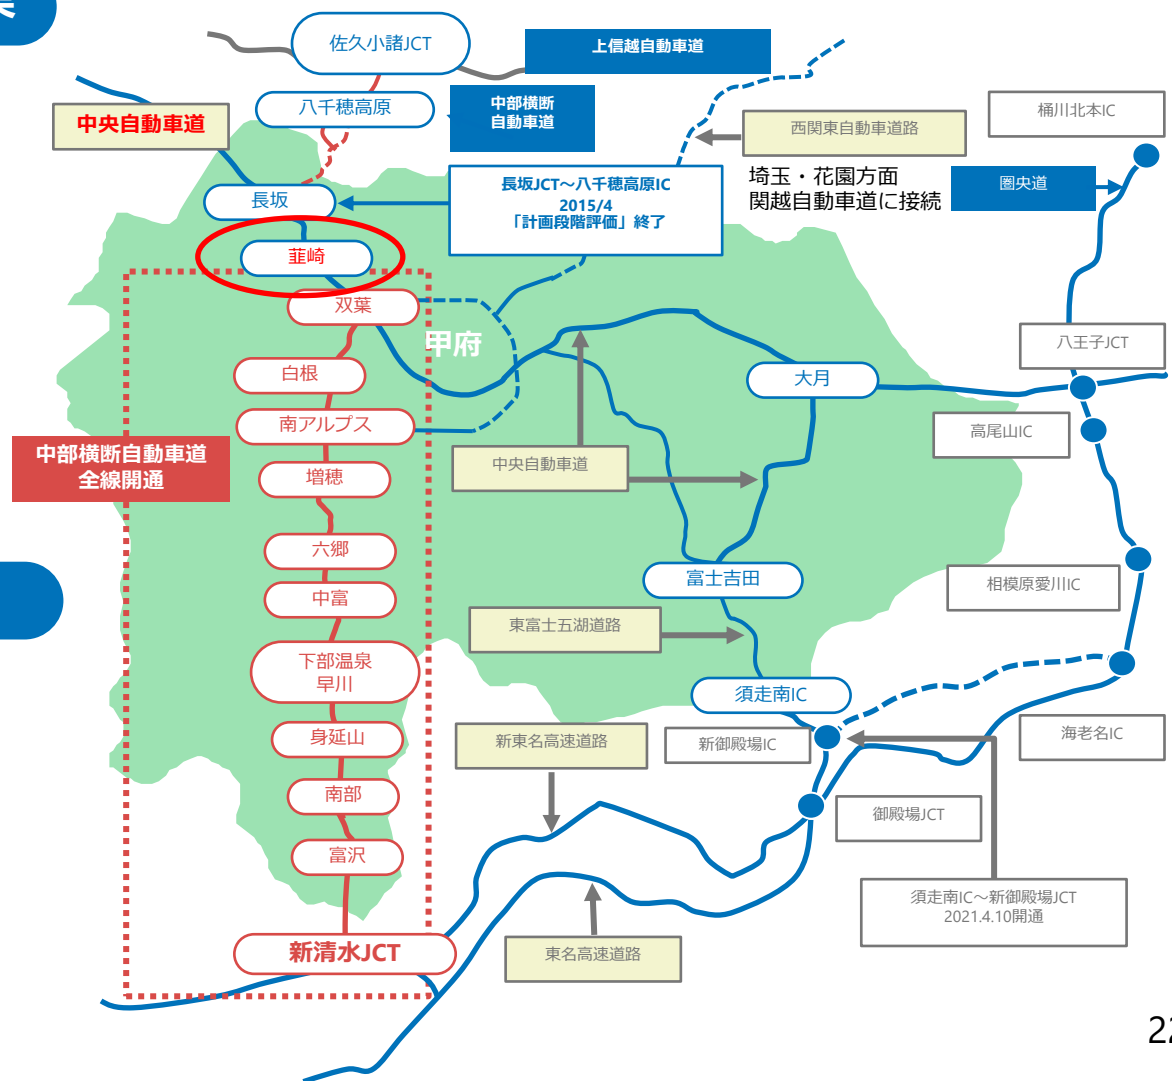 佐久小諸JCT
上信越自動車道
八千穂高原
中部横断
自動車道
中央自動車道
桶川北本IC
西関東自動車道路
埼玉・花園方面
関越自動車道に接続
圏央道
長坂JCT～八千穂高原IC
2015/4
「計画段階評価」終了
長坂
韮崎
双葉
甲府
八王子JCT
白根
大月
南アルプス
高尾山IC
中部横断自動車道
全線開通
中央自動車道
増穂
六郷
中富
富士吉田
相模原愛川IC
東富士五湖道路
下部温泉
早川
須走南IC
身延山
新東名高速道路
新御殿場IC
海老名IC
南部
御殿場JCT
富沢
須走南IC～新御殿場JCT
2021.4.10開通
新清水JCT
東名高速道路